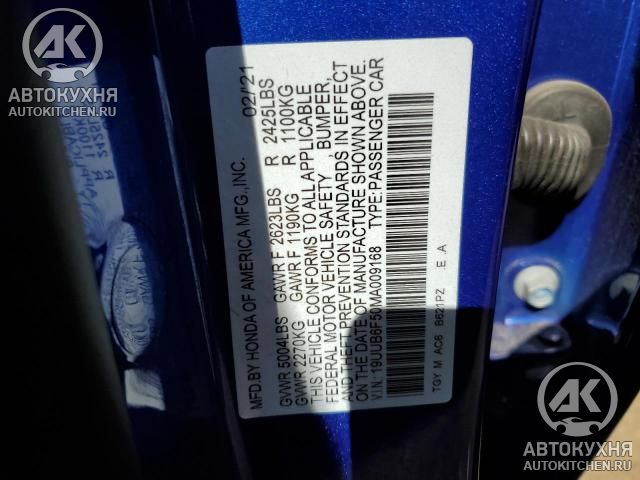 MFD.BY HONDA OF AMERICA MFG.,INC. 02/'21
GVWR 5004LBS GAWR F 2623LBS R 2425LBS
GVWR 2270KG GAWR F 1190KG R 1100KG
THIS VEHICLE CONFORMS TO ALL APPLICABLE
FEDERAL MOTOR VEHICLE SAFETY , BUMPER,
AND THEFT PREVENTION STANDARDS IN EFFECT
ON THE DATE OF MANUFACTURE SHOWN ABOVE.
V.I.N. 19UUB6F50MA009168 TYPE:PASSENGER CAR
TGY M AC6 B621PZ E .A
AK
АВТОКУХНЯ
AUTOKITCHEN.RU
AK
АВТОКУХНЯ
AUTOKITCHEN.RU